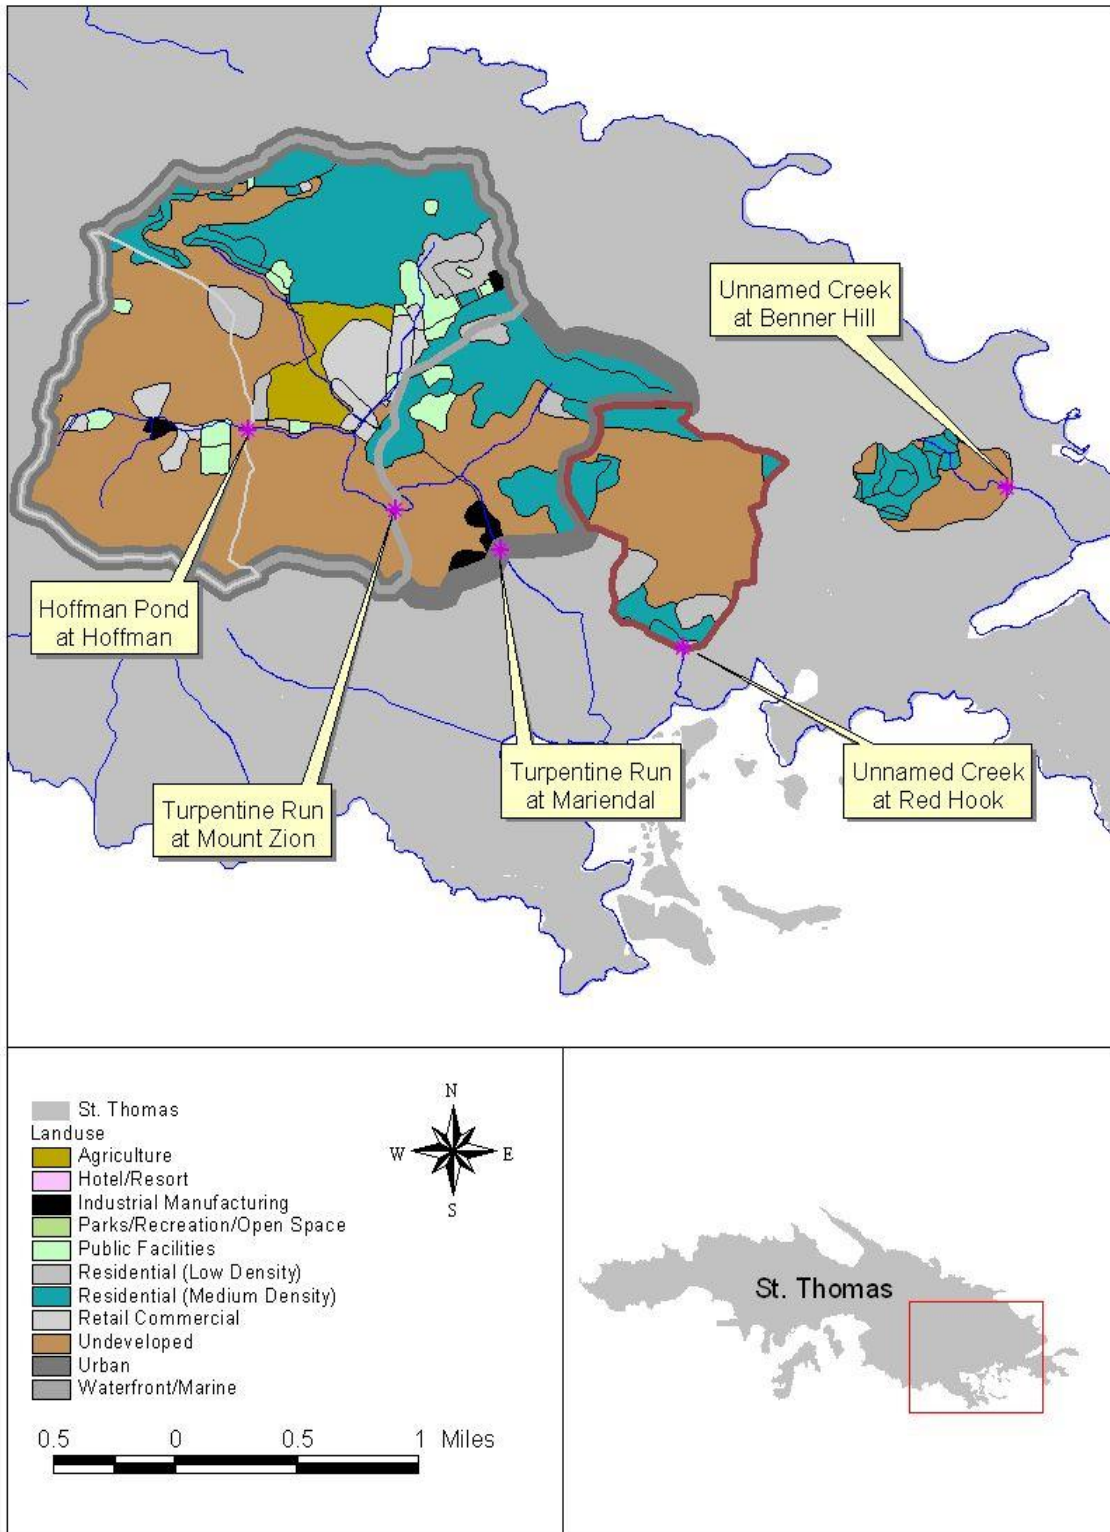 Unnamed Creek
at Benner Hill
Hoffman Pond
at Hoffman
Turpentine Run
at Mount Zion
Turpentine Run
at Mariendal
Unnamed Creek
at Red Hook
St. Thomas
Landuse
Agriculture
Hotel/Resort
Industrial Manufacturing
Parks/Recreation/Open Space
Public Facilities
Residential (Low Density)
Residential (Medium Density)
Retail Commercial
Undeveloped
Urban
Waterfront/Marine
N
W E
S
0.5 0 0.5 1 Miles
St. Thomas